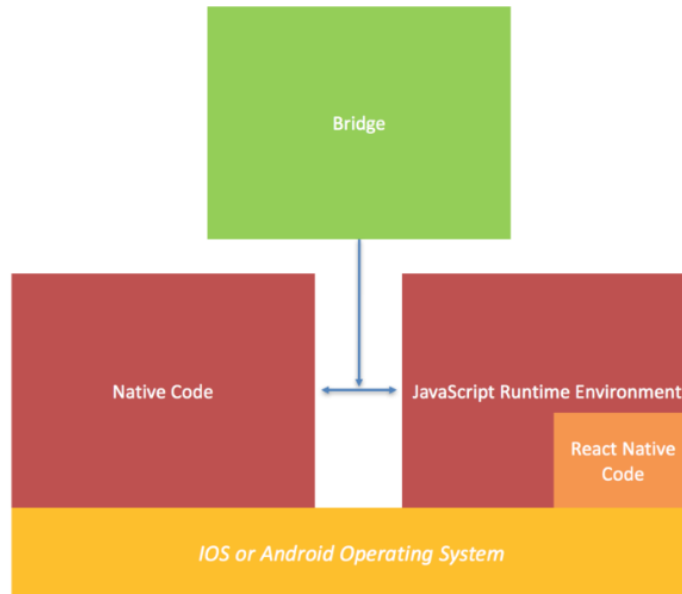 Bridge
Native Code
JavaScript Runtime Environment
React Native
Code
IOS or Android Operating System